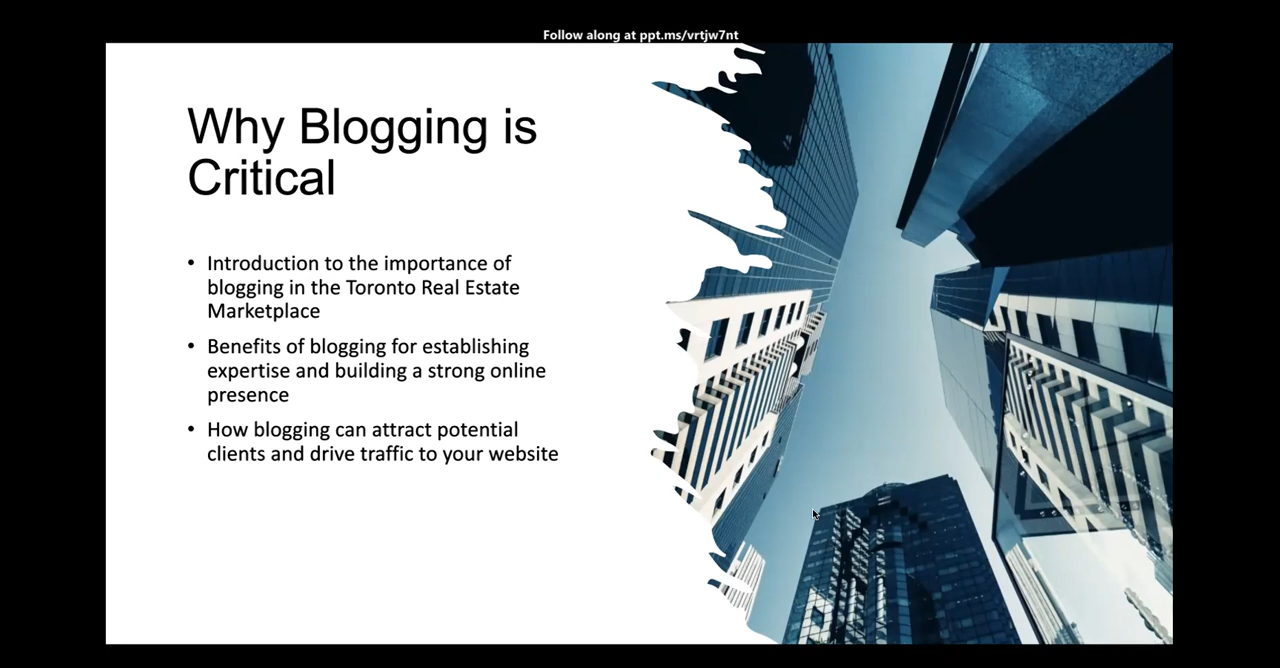 Follow along at ppt.ms/vrtjw7nt
Why Blogging is
Critical
• Introduction to the importance of
blogging in the Toronto Real Estate
Marketplace
• Benefits of blogging for establishing
expertise and building a strong online
presence
• How blogging can attract potential
clients and drive traffic to your website